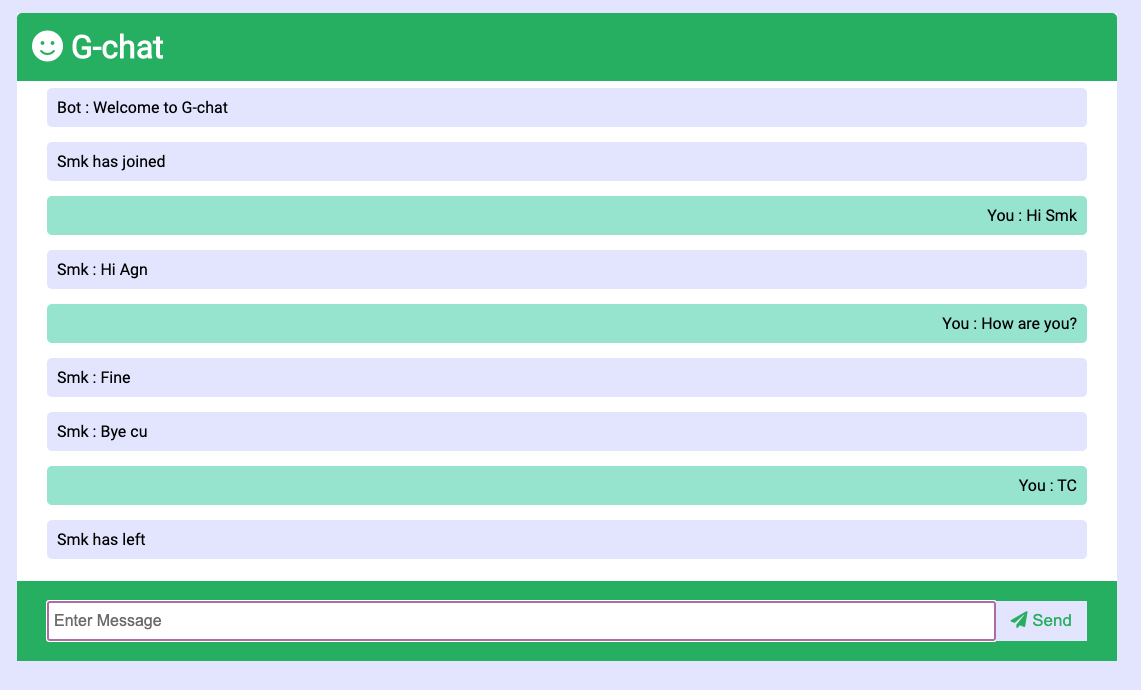 G-chat
Bot : Welcome to G-chat
Smk has joined
You : Hi Smk
Smk : Hi Agn
You : How are you?
Smk : Fine
Smk : Bye cu
You : TC
Smk has left
Enter Message
Send